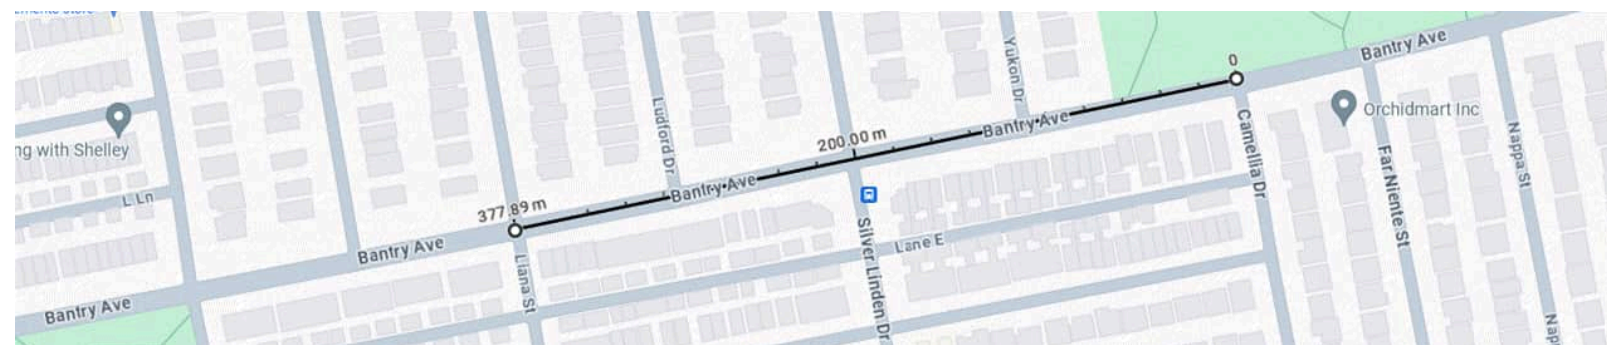 0
Bantry Ave
Yukon Dr
Orchidmart Inc
Ludford Dr
200.00 m
Bantry Ave
Camellia Dr
Nappa St
ng with Shelley
Far Niente St
Bantry Ave
L Ln
377.89 m
Silver Linden Dr
Lane E
Bantry Ave
Liana St
Bantry Ave